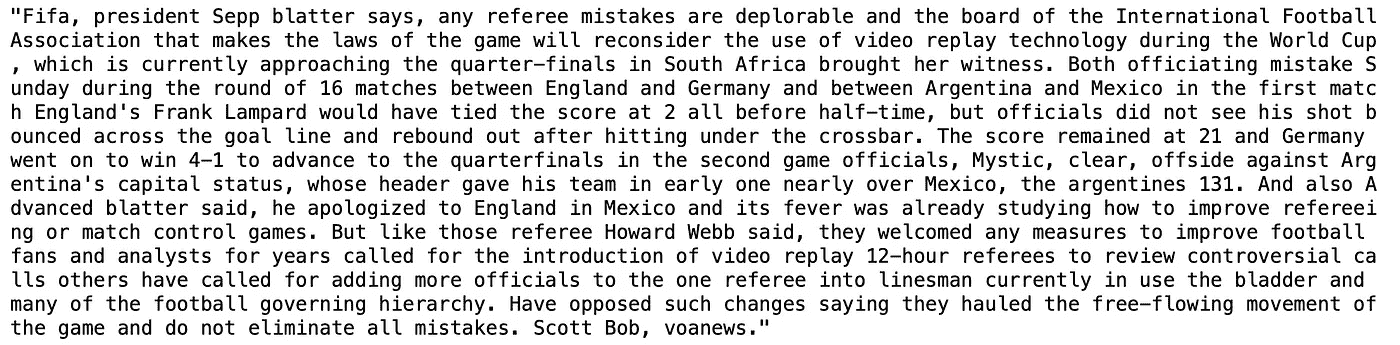 "Fifa, president Sepp blatter says, any referee mistakes are deplorable and the board of the International Football
Association that makes the laws of the game will reconsider the use of video replay technology during the World Cup
, which is currently approaching the quarter-finals in South Africa brought her witness. Both officiating mistake S
unday during the round of 16 matches between England and Germany and between Argentina and Mexico in the first matc
h England's Frank Lampard would have tied the score at 2 all before half-time, but officials did not see his shot b
ounced across the goal line and rebound out after hitting under the crossbar. The score remained at 21 and Germany
went on to win 4-1 to advance to the quarterfinals in the second game officials, Mystic, clear, offside against Arg
entina's capital status, whose header gave his team in early one nearly over Mexico, the argentines 131. And also A
dvanced blatter said, he apologized to England in Mexico and its fever was already studying how to improve refereei
ng or match control games. But like those referee Howard Webb said, they welcomed any measures to improve football
fans and analysts for years called for the introduction of video replay 12-hour referees to review controversial ca
lls others have called for adding more officials to the one referee into linesman currently in use the bladder and
many of the football governing hierarchy. Have opposed such changes saying they hauled the free-flowing movement of
the game and do not eliminate all mistakes. Scott Bob, voanews."